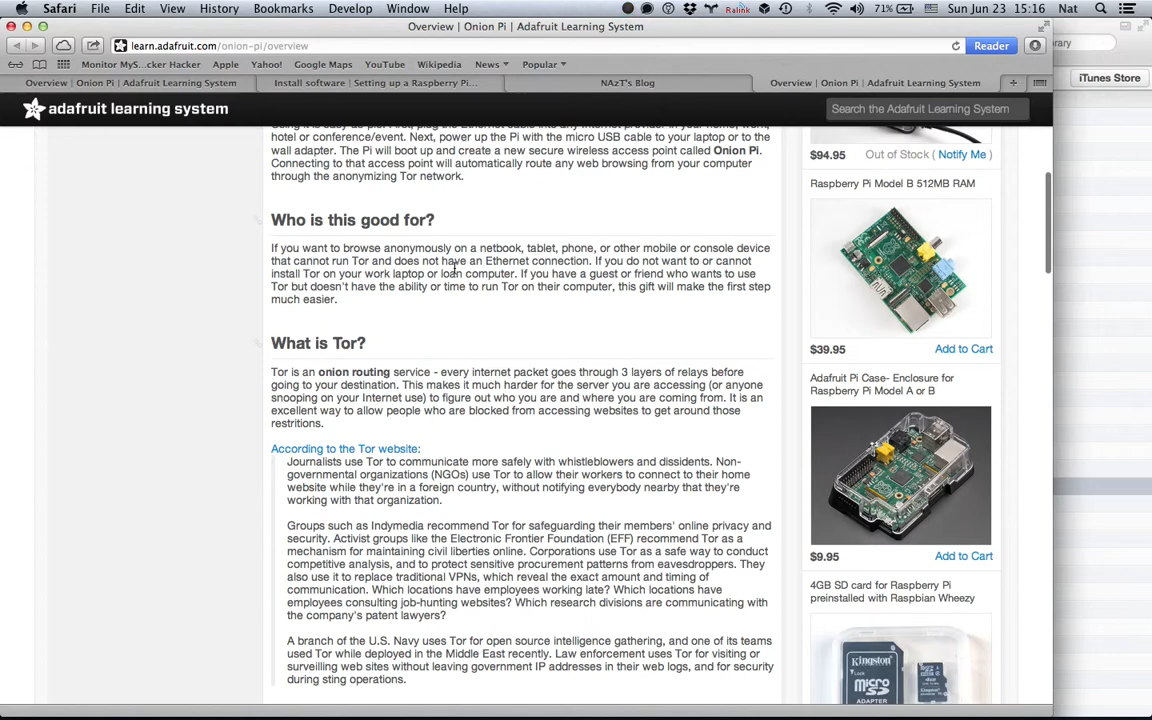 Safari File Edit View History Bookmarks Develop Window Help
Ralink 71% Sun Jun 23 15:16 Nat
Overview | Onion Pi | Adafruit Learning System
learn.adafruit.com/onion-pi/overview
Reader
Monitor MyS...cker Hacker Apple Yahoo! Google Maps YouTube Wikipedia News Popular
Overview | Onion Pi | Adafruit Learning System
Install software | Setting up a Raspberry Pi...
NAzT's Blog
Overview | Onion Pi | Adafruit Learning System
iTunes Store
adafruit learning system
Search the Adafruit Learning System
hotel or conference/event. Next, power up the Pi with the micro USB cable to your laptop or to the
wall adapter. The Pi will boot up and create a new secure wireless access point called Onion Pi.
Connecting to that access point will automatically route any web browsing from your computer
through the anonymizing Tor network.
Who is this good for?
If you want to browse anonymously on a netbook, tablet, phone, or other mobile or console device
that cannot run Tor and does not have an Ethernet connection. If you do not want to or cannot
install Tor on your work laptop or loan computer. If you have a guest or friend who wants to use
Tor but doesn't have the ability or time to run Tor on their computer, this gift will make the first step
much easier.
What is Tor?
Tor is an onion routing service - every internet packet goes through 3 layers of relays before
going to your destination. This makes it much harder for the server you are accessing (or anyone
snooping on your Internet use) to figure out who you are and where you are coming from. It is an
excellent way to allow people who are blocked from accessing websites to get around those
restritions.
According to the Tor website:
Journalists use Tor to communicate more safely with whistleblowers and dissidents. Non-
governmental organizations (NGOs) use Tor to allow their workers to connect to their home
website while they're in a foreign country, without notifying everybody nearby that they're
working with that organization.
Groups such as Indymedia recommend Tor for safeguarding their members' online privacy and
security. Activist groups like the Electronic Frontier Foundation (EFF) recommend Tor as a
mechanism for maintaining civil liberties online. Corporations use Tor as a safe way to conduct
competitive analysis, and to protect sensitive procurement patterns from eavesdroppers. They
also use it to replace traditional VPNs, which reveal the exact amount and timing of
communication. Which locations have employees working late? Which locations have
employees consulting job-hunting websites? Which research divisions are communicating with
the company's patent lawyers?
A branch of the U.S. Navy uses Tor for open source intelligence gathering, and one of its teams
used Tor while deployed in the Middle East recently. Law enforcement uses Tor for visiting or
surveilling web sites without leaving government IP addresses in their web logs, and for security
during sting operations.
$94.95 Out of Stock ( Notify Me )
Raspberry Pi Model B 512MB RAM
$39.95 Add to Cart
Adafruit Pi Case- Enclosure for
Raspberry Pi Model A or B
$9.95 Add to Cart
4GB SD card for Raspberry Pi
preinstalled with Raspbian Wheezy
Kingston
micro
SD
ADAPTER